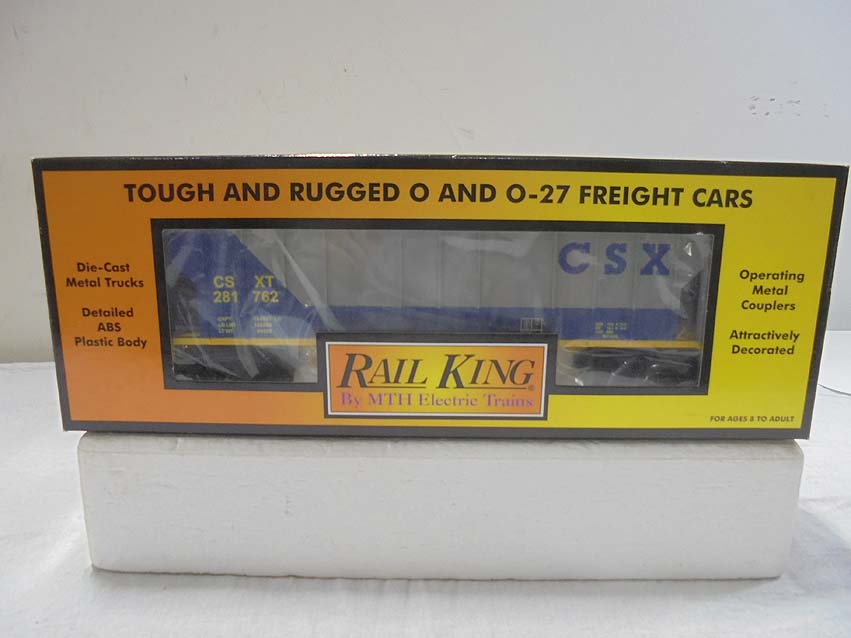 TOUGH AND RUGGED O AND O-27 FREIGHT CARS
Die-Cast
Metal Trucks
Detailed
ABS
Plastic Body
CSXT
281762
CSX
Operating
Metal
Couplers
Attractively
Decorated
RAIL KING®
By MTH Electric Trains
FOR AGES 8 TO ADULT